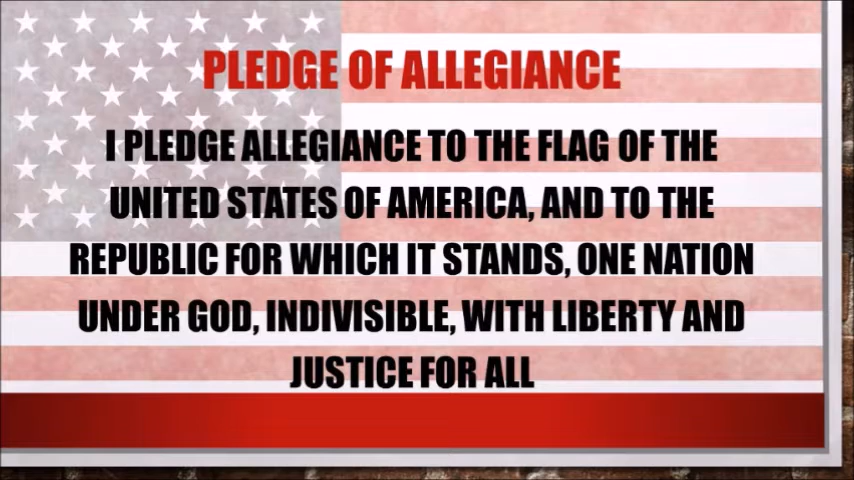 PLEDGE OF ALLEGIANCE
I PLEDGE ALLEGIANCE TO THE FLAG OF THE
UNITED STATES OF AMERICA, AND TO THE
REPUBLIC FOR WHICH IT STANDS, ONE NATION
UNDER GOD, INDIVISIBLE, WITH LIBERTY AND
JUSTICE FOR ALL